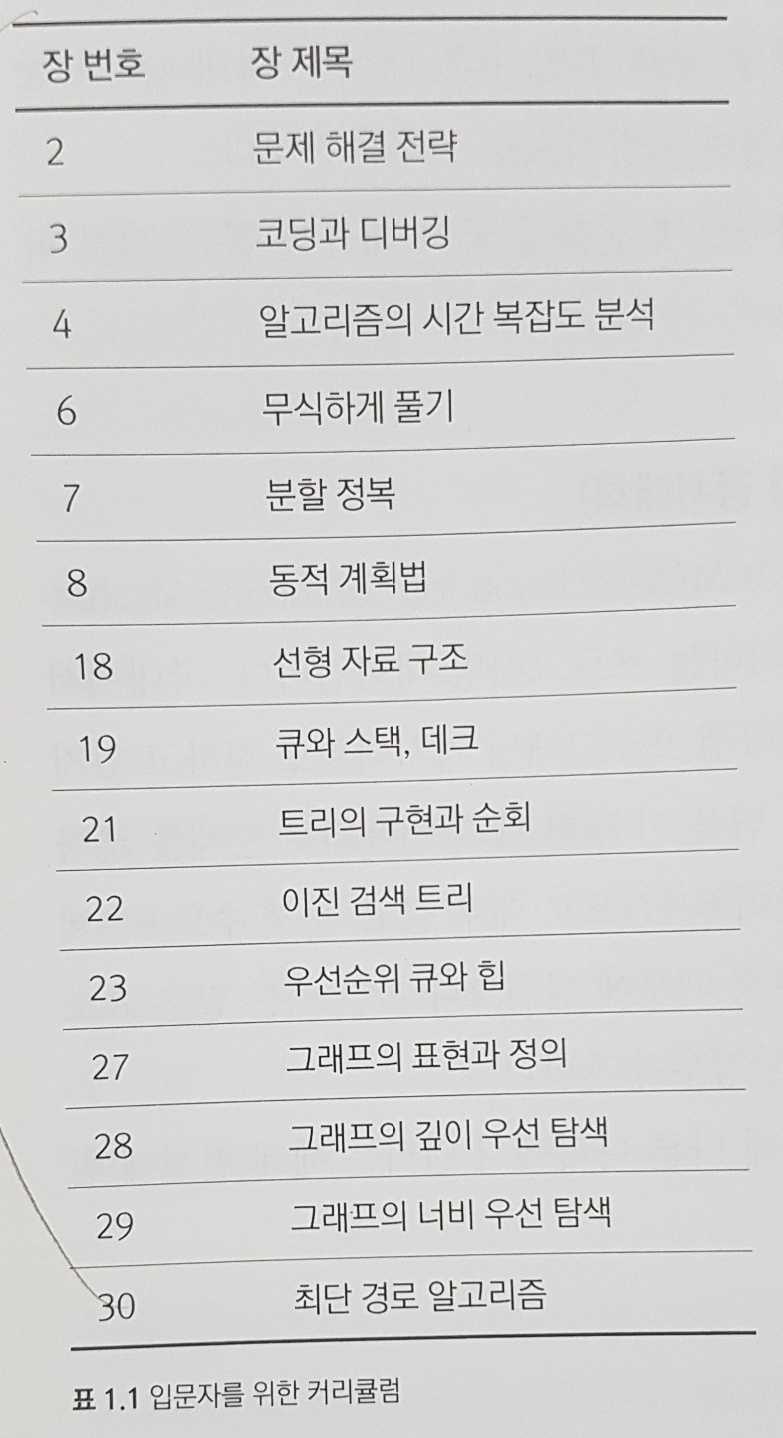 장 번호 장 제목
2 문제 해결 전략
3 코딩과 디버깅
4 알고리즘의 시간 복잡도 분석
6 무식하게 풀기
7 분할 정복
8 동적 계획법
18 선형 자료 구조
19 큐와 스택, 데크
21 트리의 구현과 순회
22 이진 검색 트리
23 우선순위 큐와 힙
27 그래프의 표현과 정의
28 그래프의 깊이 우선 탐색
29 그래프의 너비 우선 탐색
30 최단 경로 알고리즘
표 1.1 입문자를 위한 커리큘럼